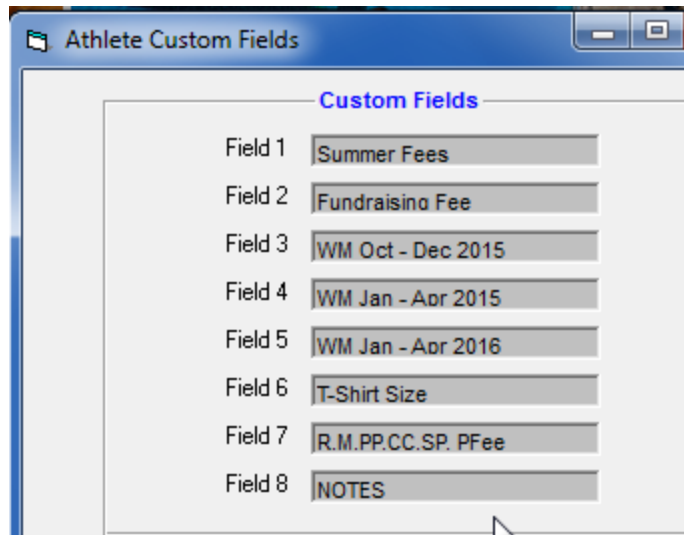 Athlete Custom Fields
Custom Fields
Field 1 Summer Fees
Field 2 Fundraising Fee
Field 3 WM Oct - Dec 2015
Field 4 WM Jan - Apr 2015
Field 5 WM Jan - Apr 2016
Field 6 T-Shirt Size
Field 7 R.M.PP.CC.SP. PFee
Field 8 NOTES